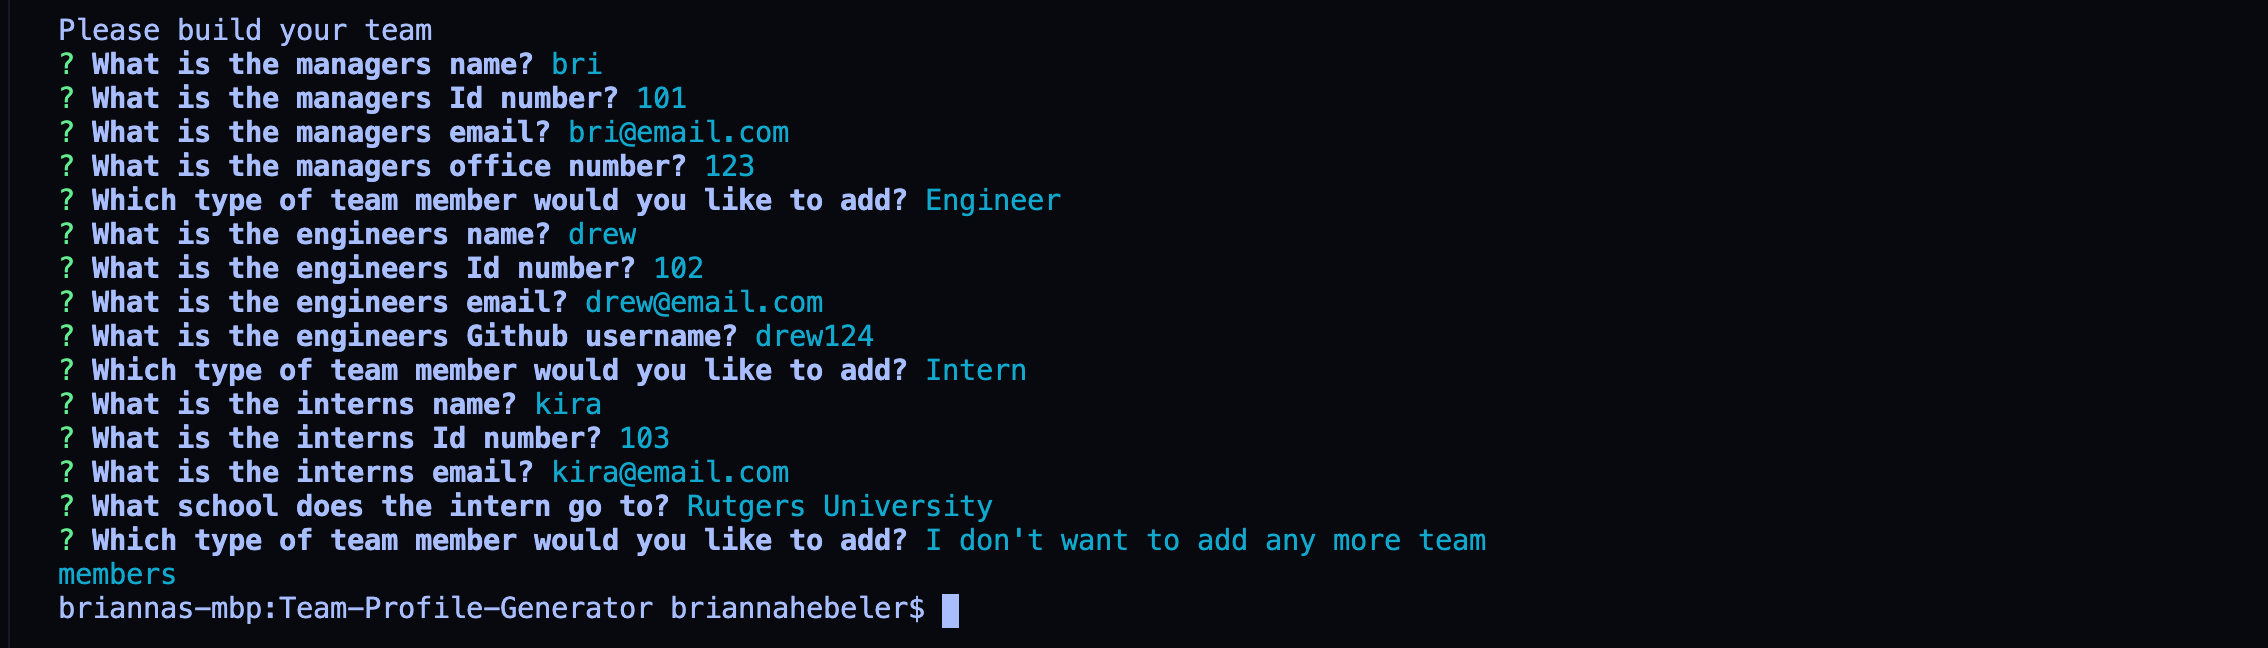 Please build your team
? What is the managers name? bri
? What is the managers Id number? 101
? What is the managers email? bri@email.com
? What is the managers office number? 123
? Which type of team member would you like to add? Engineer
? What is the engineers name? drew
? What is the engineers Id number? 102
? What is the engineers email? drew@email.com
? What is the engineers Github username? drew124
? Which type of team member would you like to add? Intern
? What is the interns name? kira
? What is the interns Id number? 103
? What is the interns email? kira@email.com
? What school does the intern go to? Rutgers University
? Which type of team member would you like to add? I don't want to add any more team
members
briannas-mbp:Team-Profile-Generator briannahebeler$